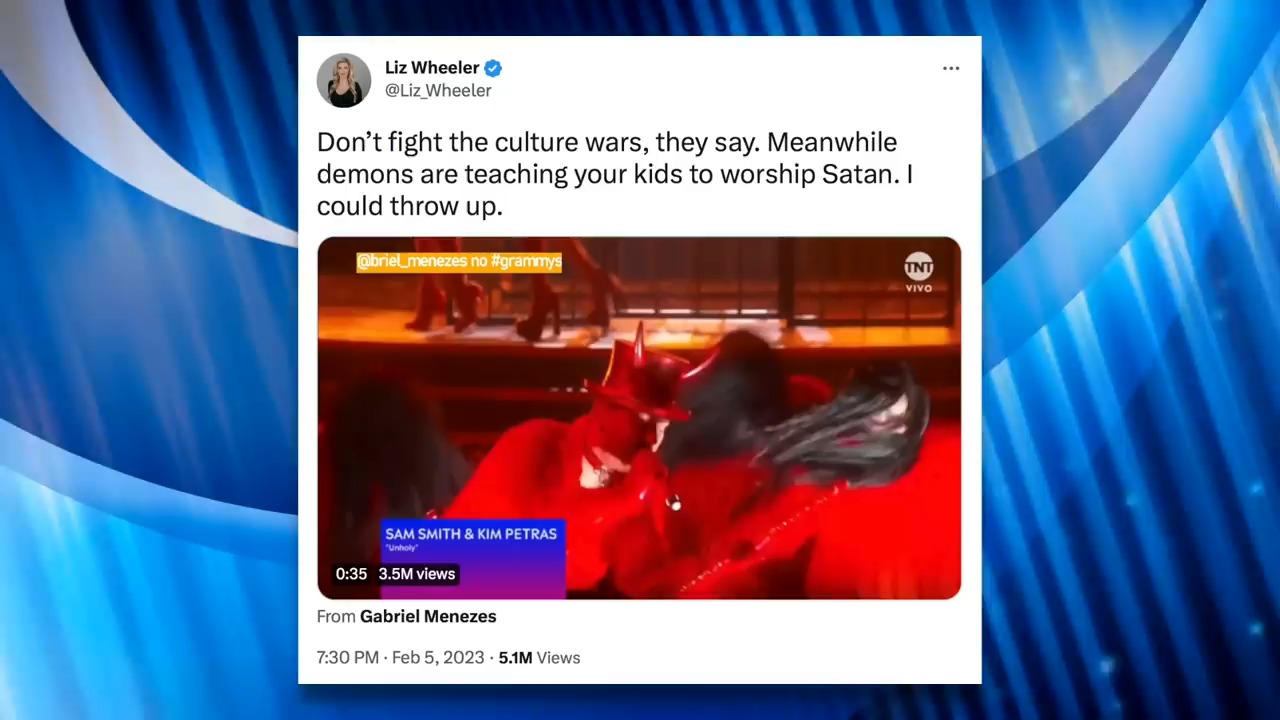 Liz Wheeler
@Liz_Wheeler
Don’t fight the culture wars, they say. Meanwhile
demons are teaching your kids to worship Satan. I
could throw up.
@briel_menezes no #grammys
TNT
VIVO
SAM SMITH & KIM PETRAS
"Unholy"
0:35 3.5M views
From Gabriel Menezes
7:30 PM · Feb 5, 2023 · 5.1M Views